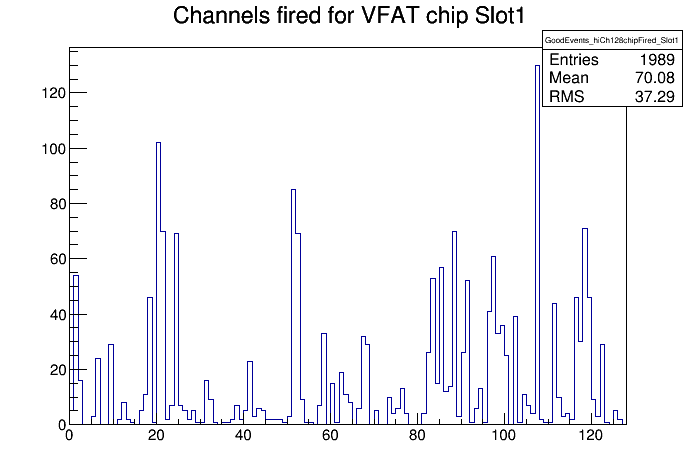 Channels fired for VFAT chip Slot1
GoodEvents_hiCh128chipFired_Slot1
Entries 1989
Mean 70.08
RMS 37.29
120
100
80
60
40
20
0
0 20 40 60 80 100 120